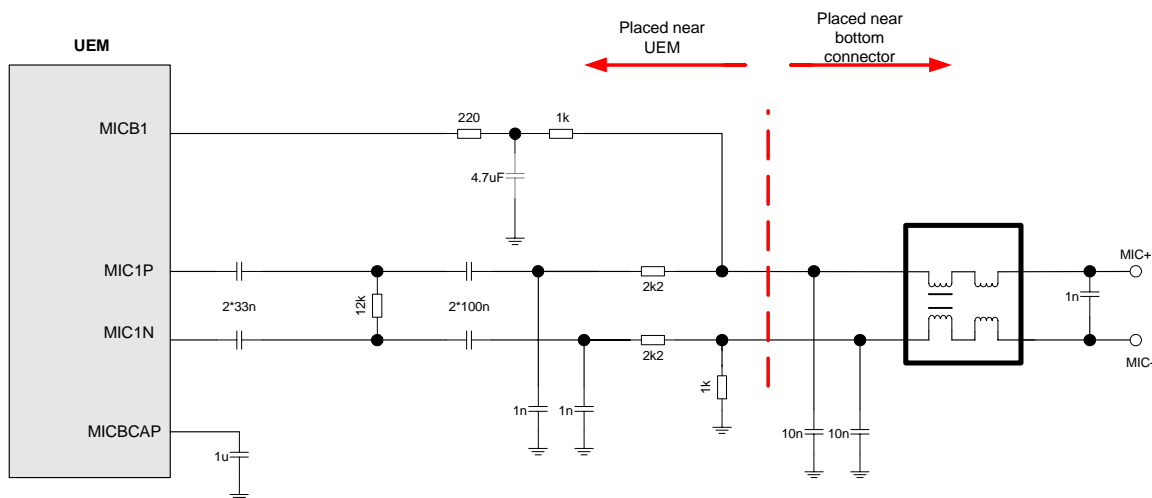 Placed near
UEM
Placed near
bottom
connector
UEM
MICB1
220
1k
4.7uF
MIC1P
MIC+
2*33n
12k
2*100n
2k2
1n
MIC1N
2k2
MIC-
1k
1n
1n
10n
10n
MICBCAP
1u